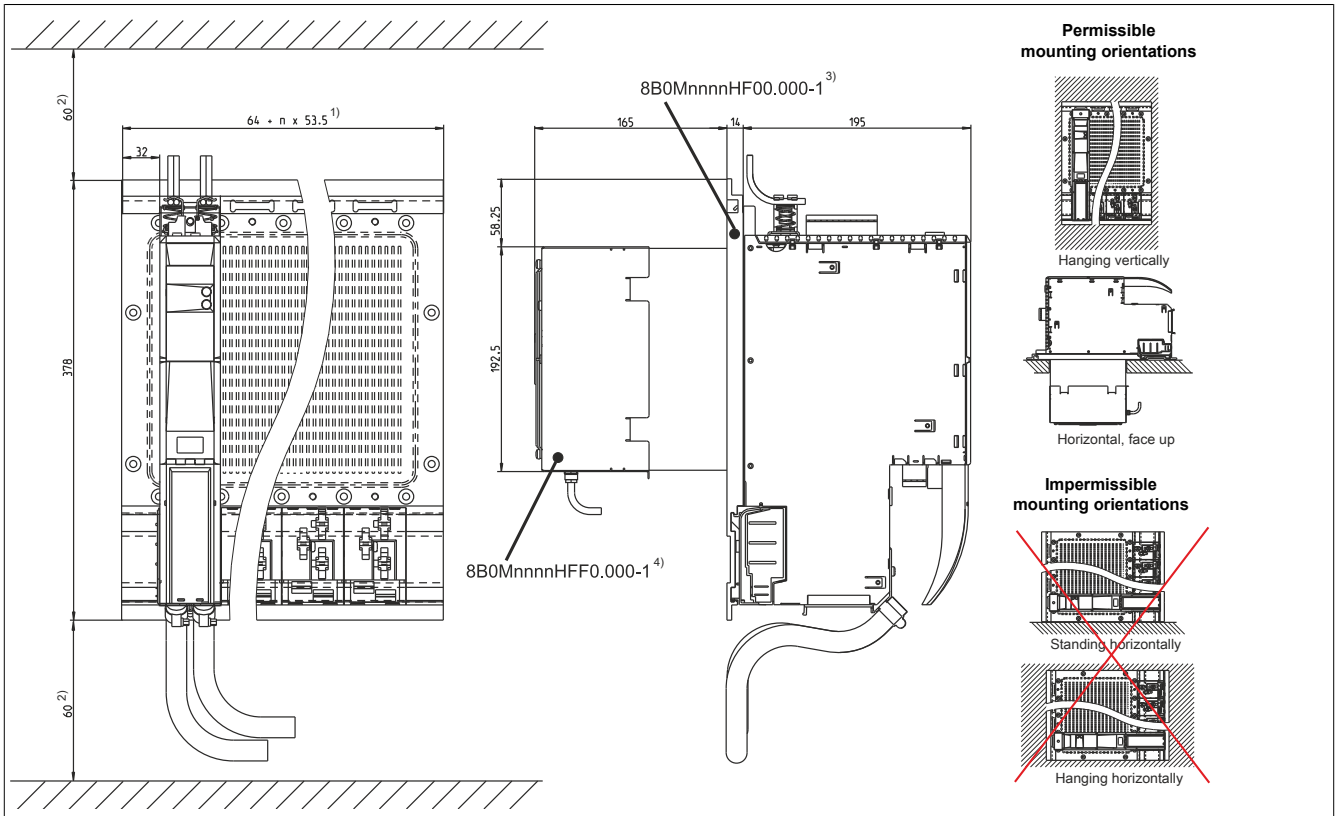 60 2)
64 + n x 53.5 1)
32
378
60 2)
8B0MnnnnHF00.000-1 3)
165
14
195
58.25
192.5
8B0MnnnnHFF0.000-1 4)
Permissible
mounting orientations
Hanging vertically
Horizontal, face up
Impermissible
mounting orientations
Standing horizontally
Hanging horizontally